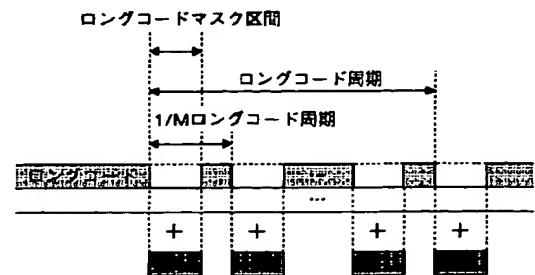 ロングコードマスク区間
ロングコード周期
1/Mロングコード周期
ロングコード
...
+ + + +